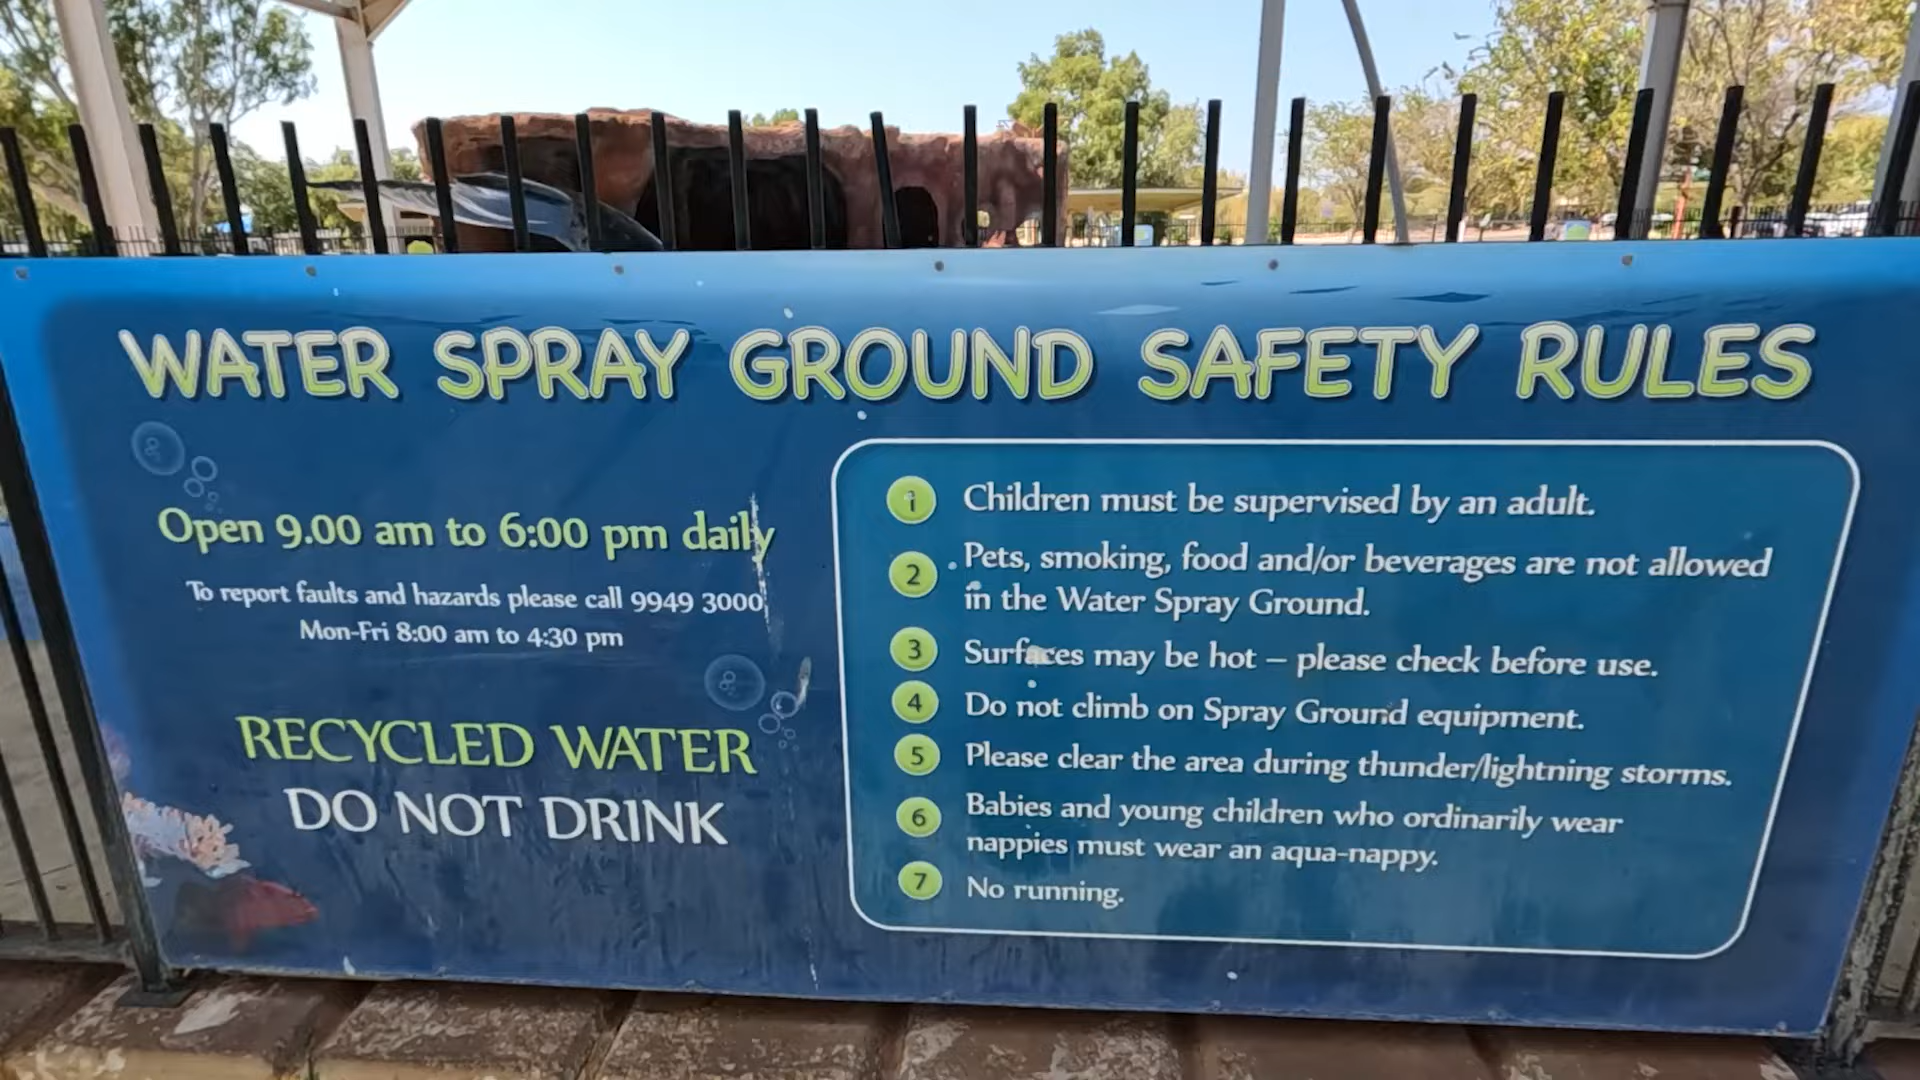 WATER SPRAY GROUND SAFETY RULES
Open 9.00 am to 6:00 pm daily
To report faults and hazards please call 9949 3000
Mon-Fri 8:00 am to 4:30 pm
RECYCLED WATER
DO NOT DRINK
1 Children must be supervised by an adult.
2 Pets, smoking, food and/or beverages are not allowed
in the Water Spray Ground.
3 Surfaces may be hot – please check before use.
4 Do not climb on Spray Ground equipment.
5 Please clear the area during thunder/lightning storms.
6 Babies and young children who ordinarily wear
nappies must wear an aqua-nappy.
7 No running.